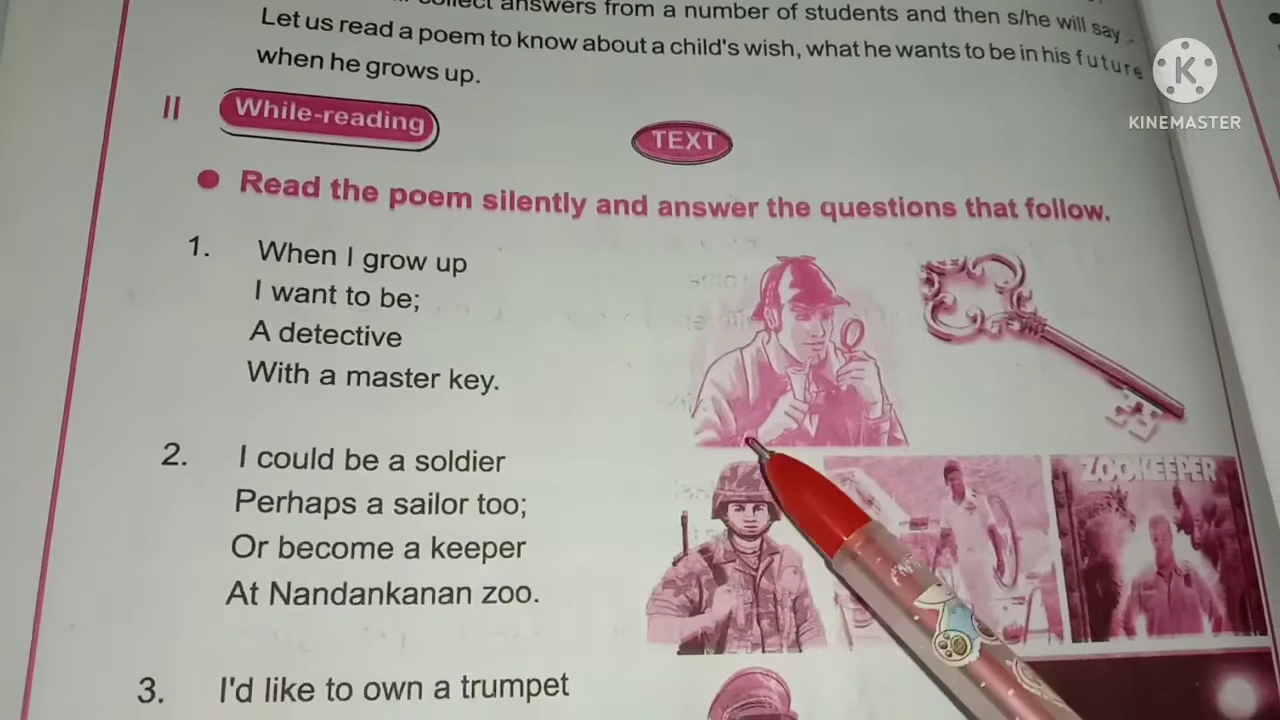 collect answers from a number of students and then s/he will say :-
Let us read a poem to know about a child's wish, what he wants to be in his future
when he grows up.
KINEMASTER
II While-reading
TEXT
● Read the poem silently and answer the questions that follow.
1. When I grow up
I want to be;
A detective
With a master key.
2. I could be a soldier
Perhaps a sailor too;
Or become a keeper
At Nandankanan zoo.
ZOOKEEPER
3. I'd like to own a trumpet